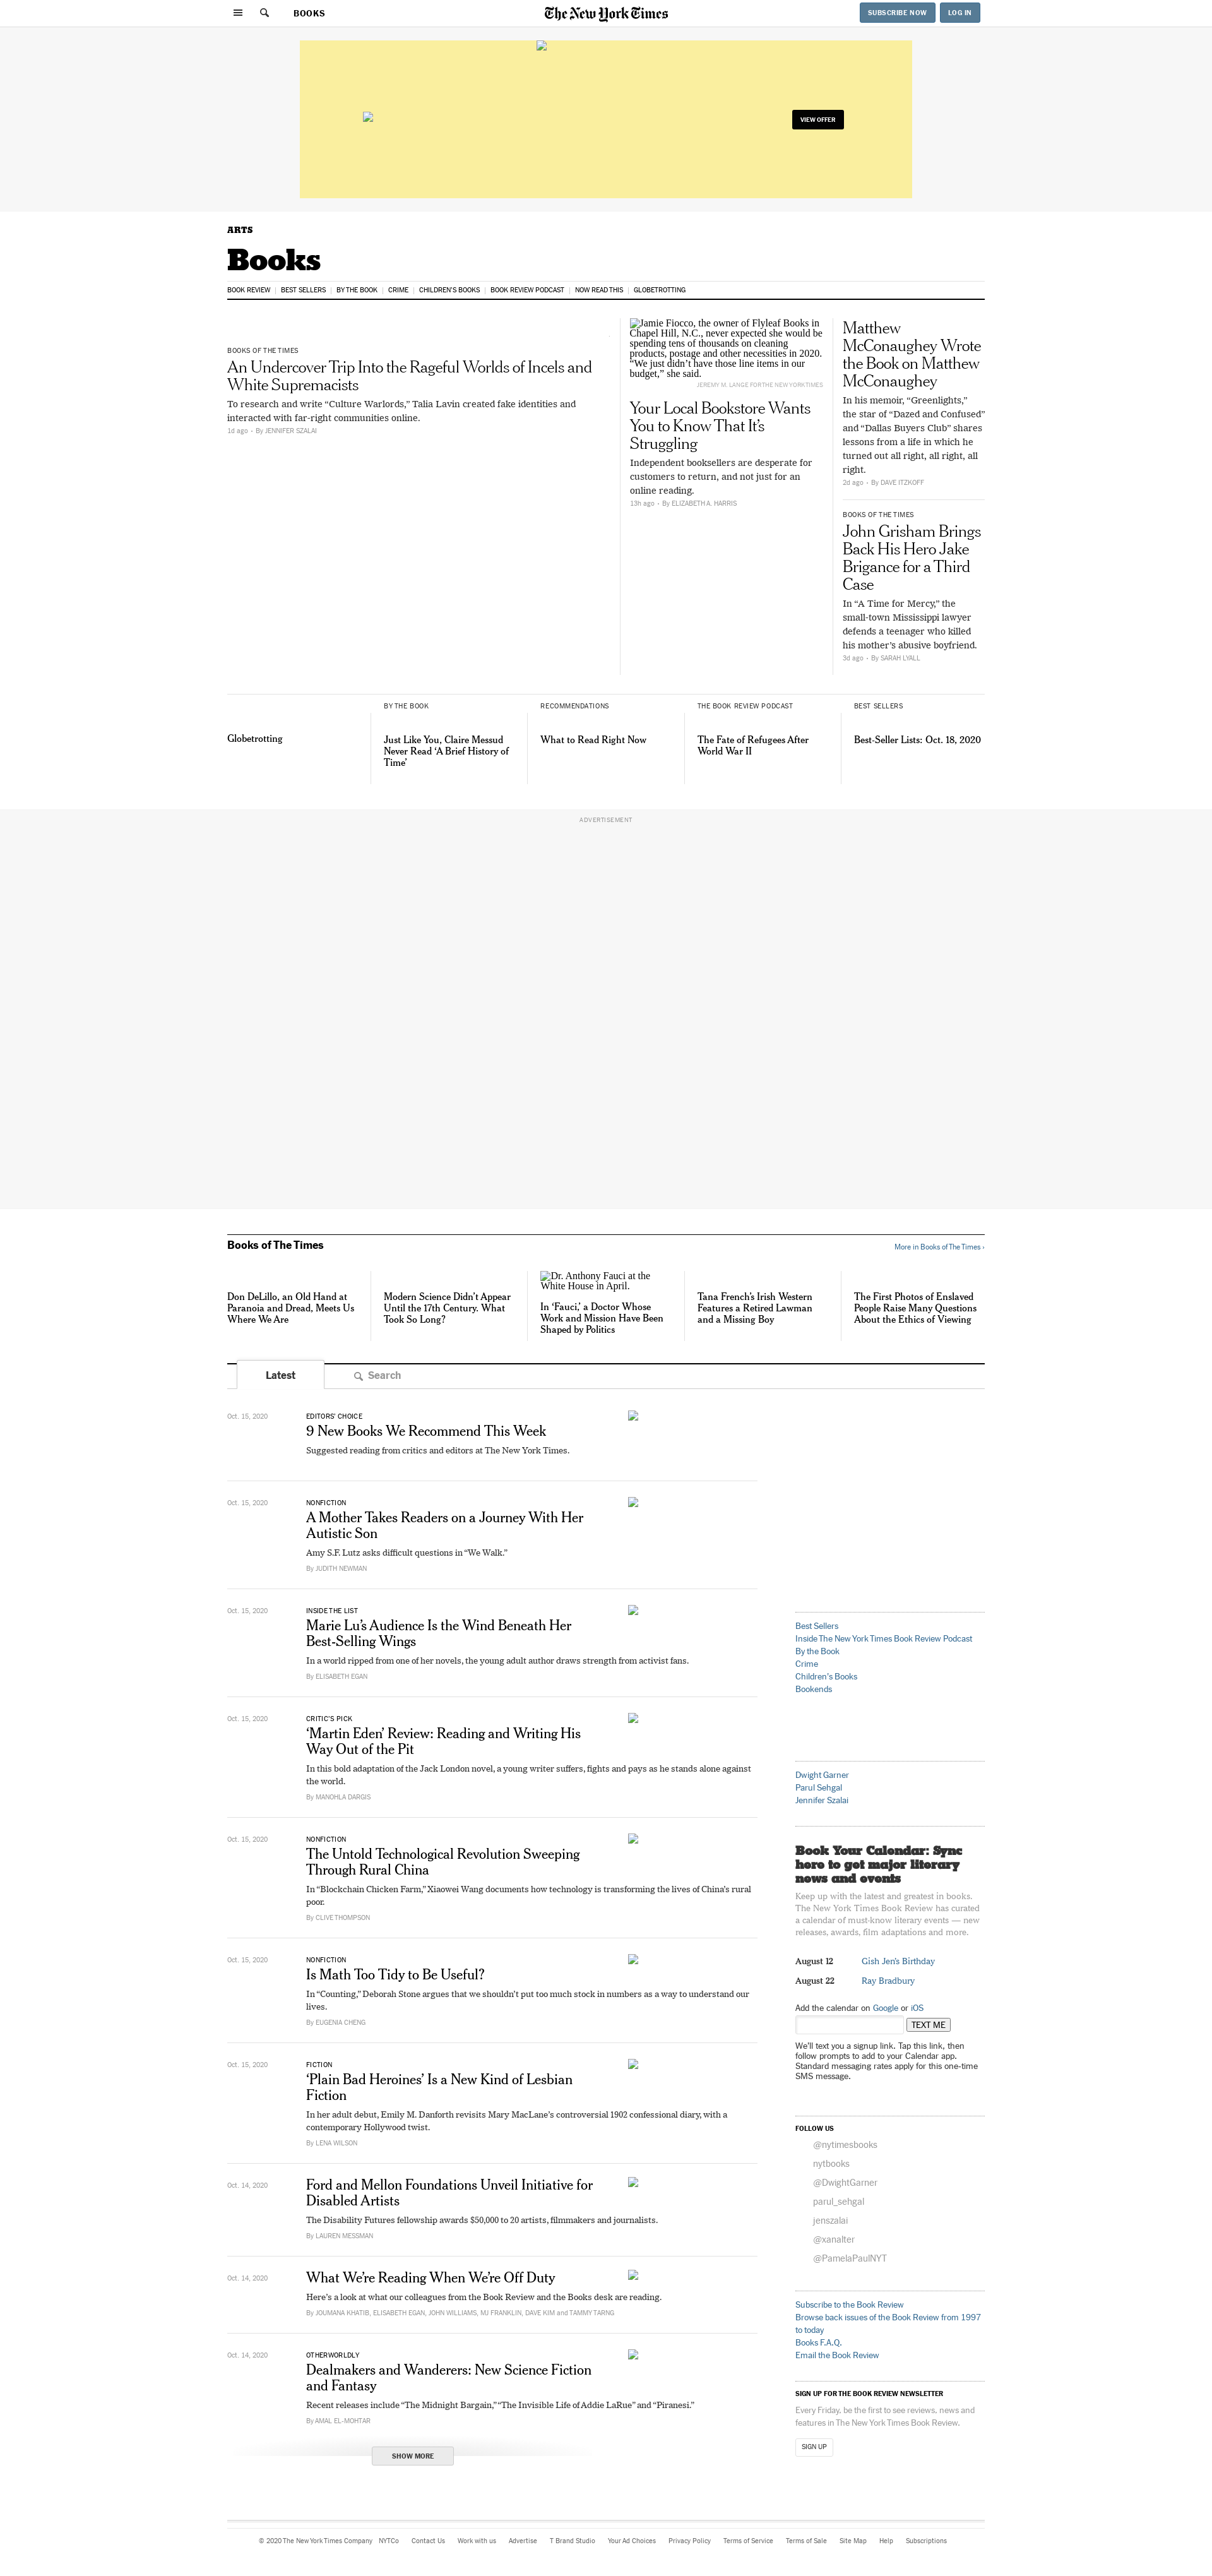 BOOKS
The New York Times
SUBSCRIBE NOW
LOG IN
VIEW OFFER
ARTS
Books
BOOK REVIEW | BEST SELLERS | BY THE BOOK | CRIME | CHILDREN'S BOOKS | BOOK REVIEW PODCAST | NOW READ THIS | GLOBETROTTING
BOOKS OF THE TIMES
An Undercover Trip Into the Rageful Worlds of Incels and
White Supremacists
To research and write “Culture Warlords,” Talia Lavin created fake identities and
interacted with far-right communities online.
1d ago • By JENNIFER SZALAI
Jamie Fiocco, the owner of Flyleaf Books in
Chapel Hill, N.C., never expected she would be
spending tens of thousands on cleaning
products, postage and other necessities in 2020.
“We just didn’t have those line items in our
budget,” she said.
JEREMY M. LANGE FOR THE NEW YORK TIMES
Your Local Bookstore Wants
You to Know That It’s
Struggling
Independent booksellers are desperate for
customers to return, and not just for an
online reading.
13h ago • By ELIZABETH A. HARRIS
Matthew
McConaughey Wrote
the Book on Matthew
McConaughey
In his memoir, “Greenlights,”
the star of “Dazed and Confused”
and “Dallas Buyers Club” shares
lessons from a life in which he
turned out all right, all right, all
right.
2d ago • By DAVE ITZKOFF
BOOKS OF THE TIMES
John Grisham Brings
Back His Hero Jake
Brigance for a Third
Case
In “A Time for Mercy,” the
small-town Mississippi lawyer
defends a teenager who killed
his mother’s abusive boyfriend.
3d ago • By SARAH LYALL
Globetrotting
BY THE BOOK
Just Like You, Claire Messud
Never Read ‘A Brief History of
Time’
RECOMMENDATIONS
What to Read Right Now
THE BOOK REVIEW PODCAST
The Fate of Refugees After
World War II
BEST SELLERS
Best-Seller Lists: Oct. 18, 2020
ADVERTISEMENT
Books of The Times
More in Books of The Times ›
Don DeLillo, an Old Hand at
Paranoia and Dread, Meets Us
Where We Are
Modern Science Didn’t Appear
Until the 17th Century. What
Took So Long?
Dr. Anthony Fauci at the
White House in April.
In ‘Fauci,’ a Doctor Whose
Work and Mission Have Been
Shaped by Politics
Tana French’s Irish Western
Features a Retired Lawman
and a Missing Boy
The First Photos of Enslaved
People Raise Many Questions
About the Ethics of Viewing
Latest
Search
Oct. 15, 2020
EDITORS’ CHOICE
9 New Books We Recommend This Week
Suggested reading from critics and editors at The New York Times.
Oct. 15, 2020
NONFICTION
A Mother Takes Readers on a Journey With Her
Autistic Son
Amy S.F. Lutz asks difficult questions in “We Walk.”
By JUDITH NEWMAN
Oct. 15, 2020
INSIDE THE LIST
Marie Lu’s Audience Is the Wind Beneath Her
Best-Selling Wings
In a world ripped from one of her novels, the young adult author draws strength from activist fans.
By ELISABETH EGAN
Oct. 15, 2020
CRITIC’S PICK
‘Martin Eden’ Review: Reading and Writing His
Way Out of the Pit
In this bold adaptation of the Jack London novel, a young writer suffers, fights and pays as he stands alone against
the world.
By MANOHLA DARGIS
Oct. 15, 2020
NONFICTION
The Untold Technological Revolution Sweeping
Through Rural China
In “Blockchain Chicken Farm,” Xiaowei Wang documents how technology is transforming the lives of China’s rural
poor.
By CLIVE THOMPSON
Oct. 15, 2020
NONFICTION
Is Math Too Tidy to Be Useful?
In “Counting,” Deborah Stone argues that we shouldn’t put too much stock in numbers as a way to understand our
lives.
By EUGENIA CHENG
Oct. 15, 2020
FICTION
‘Plain Bad Heroines’ Is a New Kind of Lesbian
Fiction
In her adult debut, Emily M. Danforth revisits Mary MacLane’s controversial 1902 confessional diary, with a
contemporary Hollywood twist.
By LENA WILSON
Oct. 14, 2020
Ford and Mellon Foundations Unveil Initiative for
Disabled Artists
The Disability Futures fellowship awards $50,000 to 20 artists, filmmakers and journalists.
By LAUREN MESSMAN
Oct. 14, 2020
What We’re Reading When We’re Off Duty
Here’s a look at what our colleagues from the Book Review and the Books desk are reading.
By JOUMANA KHATIB, ELISABETH EGAN, JOHN WILLIAMS, MJ FRANKLIN, DAVE KIM and TAMMY TARNG
Oct. 14, 2020
OTHERWORLDLY
Dealmakers and Wanderers: New Science Fiction
and Fantasy
Recent releases include “The Midnight Bargain,” “The Invisible Life of Addie LaRue” and “Piranesi.”
By AMAL EL-MOHTAR
SHOW MORE
Best Sellers
Inside The New York Times Book Review Podcast
By the Book
Crime
Children’s Books
Bookends
Dwight Garner
Parul Sehgal
Jennifer Szalai
Book Your Calendar: Sync
here to get major literary
news and events
Keep up with the latest and greatest in books.
The New York Times Book Review has curated
a calendar of must-know literary events — new
releases, awards, film adaptations and more.
August 12 Gish Jen's Birthday
August 22 Ray Bradbury
Add the calendar on Google or iOS
TEXT ME
We'll text you a signup link. Tap this link, then
follow prompts to add to your Calendar app.
Standard messaging rates apply for this one-time
SMS message.
FOLLOW US
@nytimesbooks
nytbooks
@DwightGarner
parul_sehgal
jenszalai
@xanalter
@PamelaPaulNYT
Subscribe to the Book Review
Browse back issues of the Book Review from 1997
to today
Books F.A.Q.
Email the Book Review
SIGN UP FOR THE BOOK REVIEW NEWSLETTER
Every Friday, be the first to see reviews, news and
features in The New York Times Book Review.
SIGN UP
© 2020 The New York Times Company NYTCo Contact Us Work with us Advertise T Brand Studio Your Ad Choices Privacy Policy Terms of Service Terms of Sale Site Map Help Subscriptions